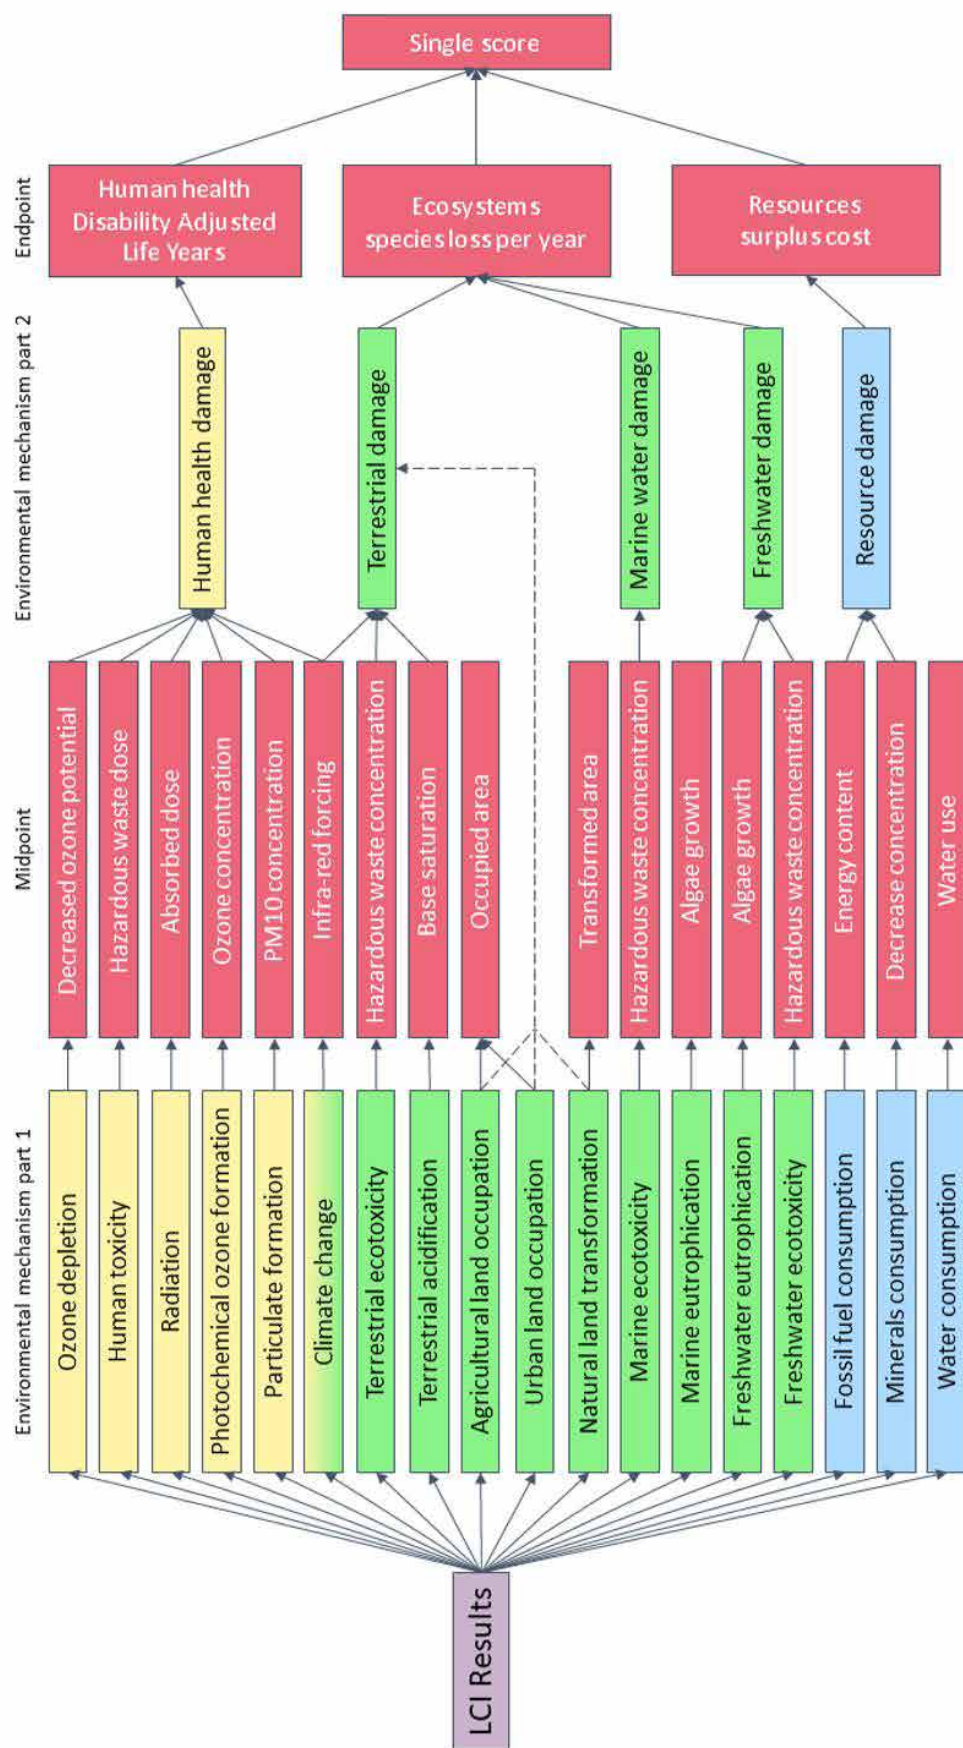 Environmental mechanism part 1
Midpoint
Environmental mechanism part 2
Endpoint
LCI Results
Ozone depletion
Human toxicity
Radiation
Photochemical ozone formation
Particulate formation
Climate change
Terrestrial ecotoxicity
Terrestrial acidification
Agricultural land occupation
Urban land occupation
Natural land transformation
Marine ecotoxicity
Marine eutrophication
Freshwater eutrophication
Freshwater ecotoxicity
Fossil fuel consumption
Minerals consumption
Water consumption
Decreased ozone potential
Hazardous waste dose
Absorbed dose
Ozone concentration
PM10 concentration
Infra-red forcing
Hazardous waste concentration
Base saturation
Occupied area
Transformed area
Hazardous waste concentration
Algae growth
Algae growth
Hazardous waste concentration
Energy content
Decrease concentration
Water use
Human health damage
Terrestrial damage
Marine water damage
Freshwater damage
Resource damage
Human health
Disability Adjusted
Life Years
Ecosystems
species loss per year
Resources
surplus cost
Single score